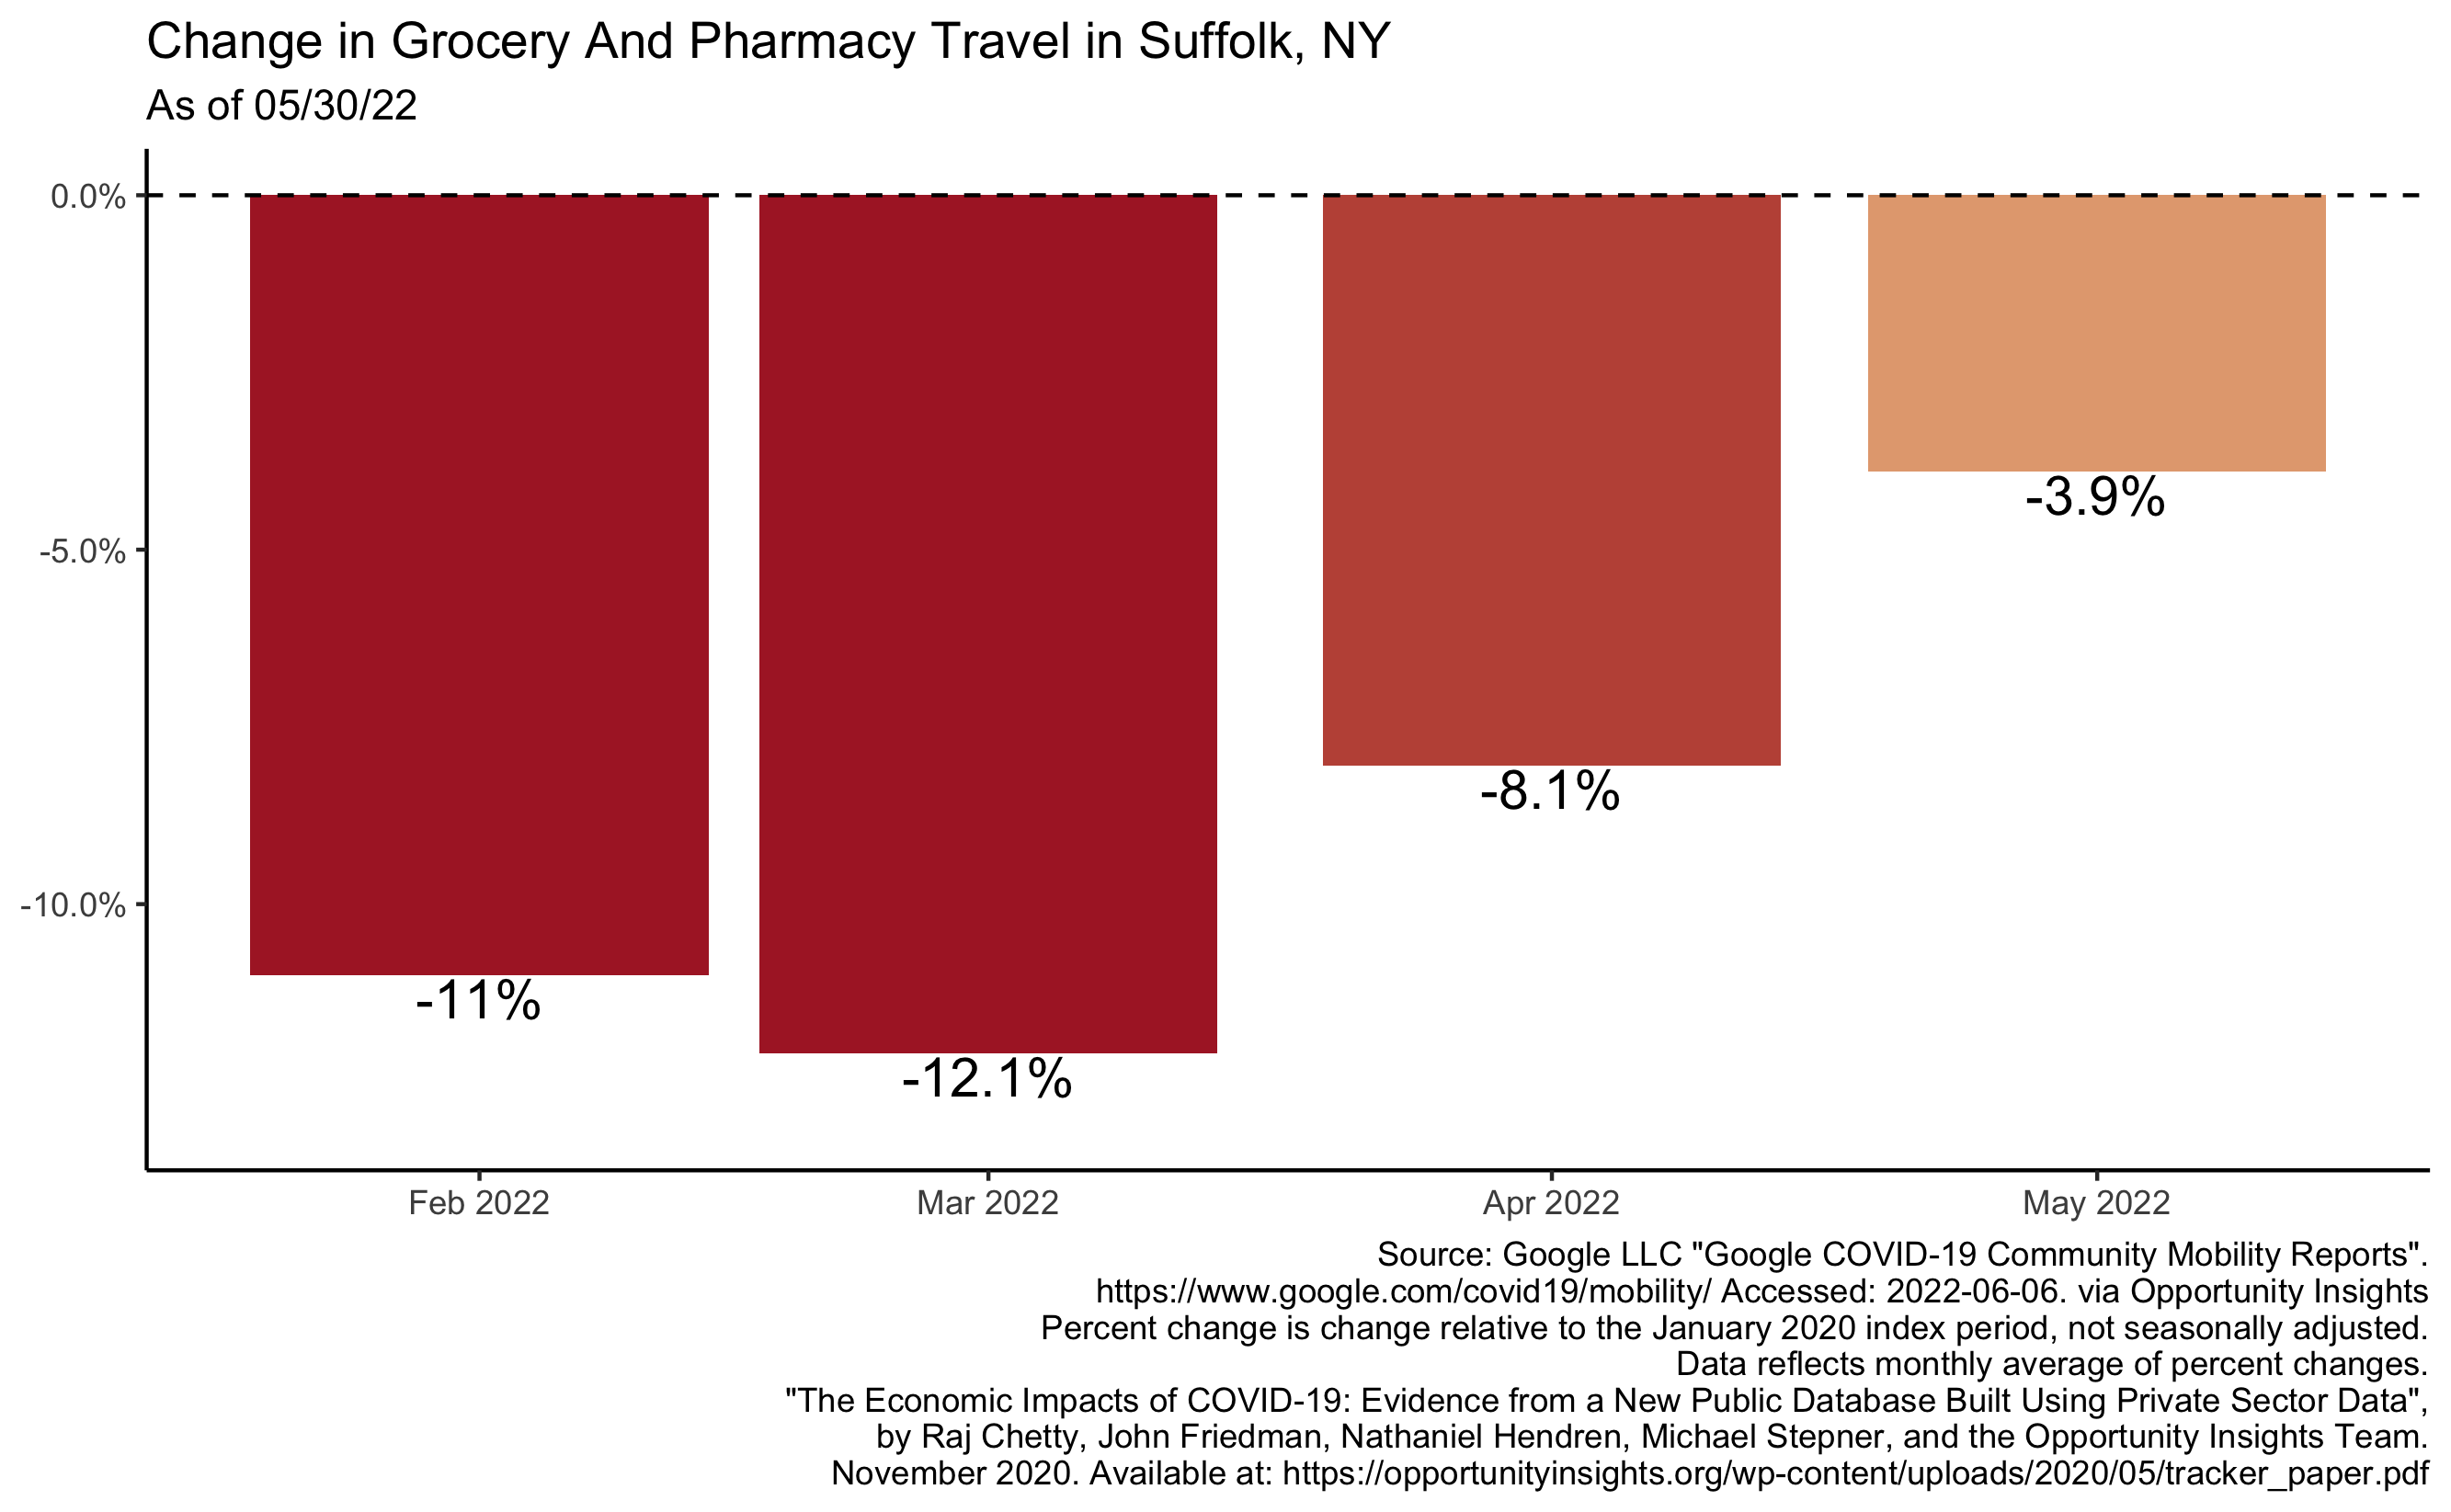 Change in Grocery And Pharmacy Travel in Suffolk, NY
As of 05/30/22
0.0%
-5.0%
-10.0%
-11%
-12.1%
-8.1%
-3.9%
Feb 2022
Mar 2022
Apr 2022
May 2022
Source: Google LLC "Google COVID-19 Community Mobility Reports".
https://www.google.com/covid19/mobility/ Accessed: 2022-06-06. via Opportunity Insights
Percent change is change relative to the January 2020 index period, not seasonally adjusted.
Data reflects monthly average of percent changes.
"The Economic Impacts of COVID-19: Evidence from a New Public Database Built Using Private Sector Data",
by Raj Chetty, John Friedman, Nathaniel Hendren, Michael Stepner, and the Opportunity Insights Team.
November 2020. Available at: https://opportunityinsights.org/wp-content/uploads/2020/05/tracker_paper.pdf